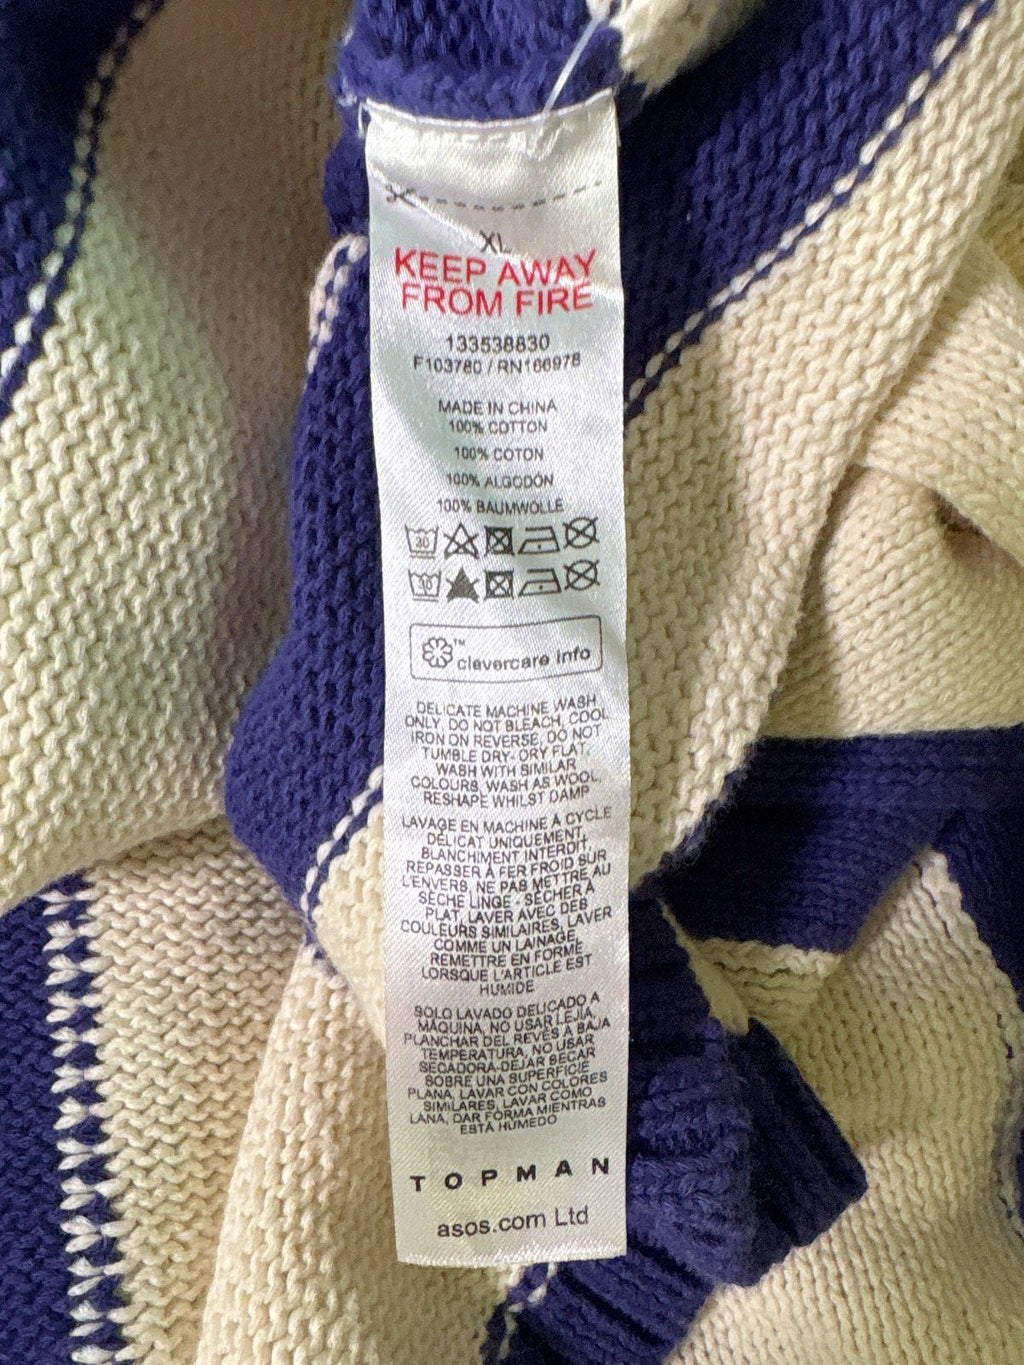 XL
KEEP AWAY
FROM FIRE
133538830
F103780 / RN166978
MADE IN CHINA
100% COTTON
100% COTON
100% ALGODÓN
100% BAUMWOLLE
30
30
™
clevercare info
DELICATE MACHINE WASH
ONLY, DO NOT BLEACH, COOL
IRON ON REVERSE, DO NOT
TUMBLE DRY- DRY FLAT,
WASH WITH SIMILAR
COLOURS, WASH AS WOOL,
RESHAPE WHILST DAMP
LAVAGE EN MACHINE À CYCLE
DÉLICAT UNIQUEMENT,
BLANCHIMENT INTERDIT,
REPASSER À FER FROID SUR
L'ENVERS, NE PAS METTRE AU
SÈCHE LINGE - SÉCHER À
PLAT, LAVER AVEC DES
COULEURS SIMILAIRES, LAVER
COMME UN LAINAGE,
REMETTRE EN FORME
LORSQUE L'ARTICLE EST
HUMIDE
SOLO LAVADO DELICADO A
MÁQUINA, NO USAR LEJÍA,
PLANCHAR DEL REVÉS A BAJA
TEMPERATURA, NO USAR
SECADORA-DEJAR SECAR
SOBRE UNA SUPERFICIE
PLANA, LAVAR CON COLORES
SIMILARES, LAVAR COMO
LANA, DAR FORMA MIENTRAS
ESTÁ HÚMEDO
TOPMAN
asos.com Ltd